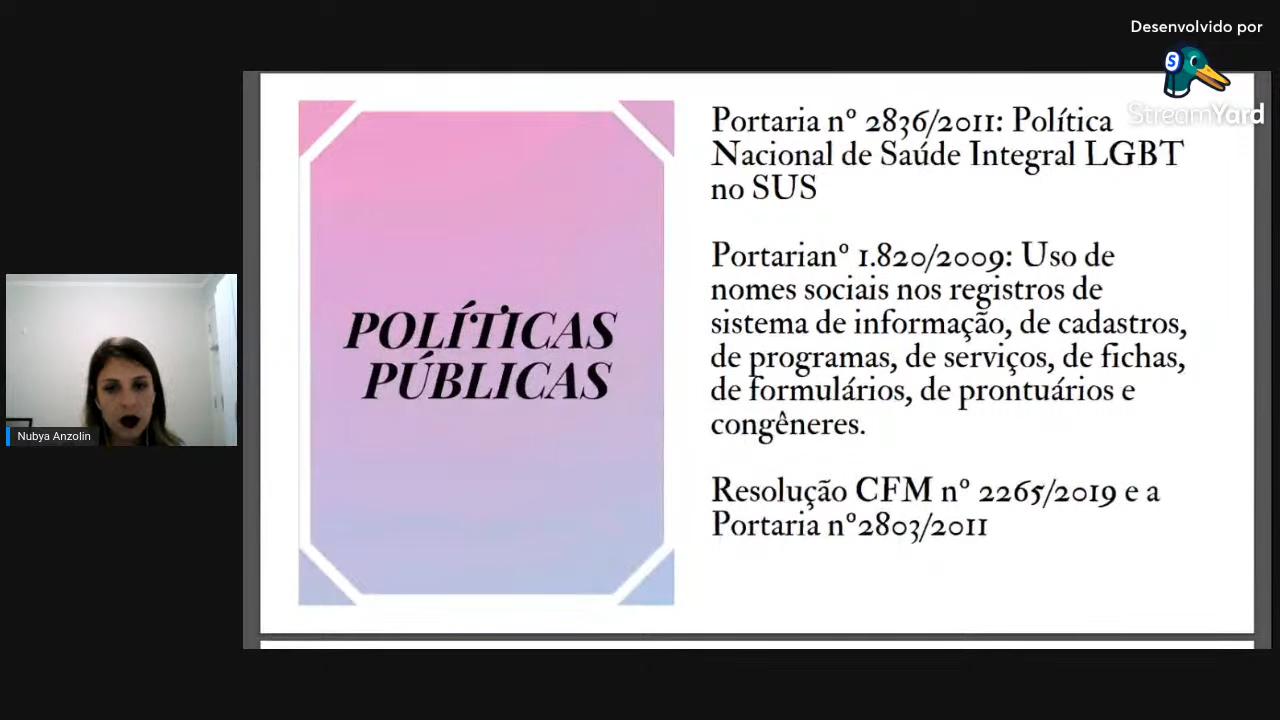 Desenvolvido por
StreamYard
POLÍTICAS
PÚBLICAS
Portaria nº 2836/2011: Política
Nacional de Saúde Integral LGBT
no SUS
Portarianº 1.820/2009: Uso de
nomes sociais nos registros de
sistema de informação, de cadastros,
de programas, de serviços, de fichas,
de formulários, de prontuários e
congêneres.
Resolução CFM nº 2265/2019 e a
Portaria nº2803/2011
Nubya Anzolin